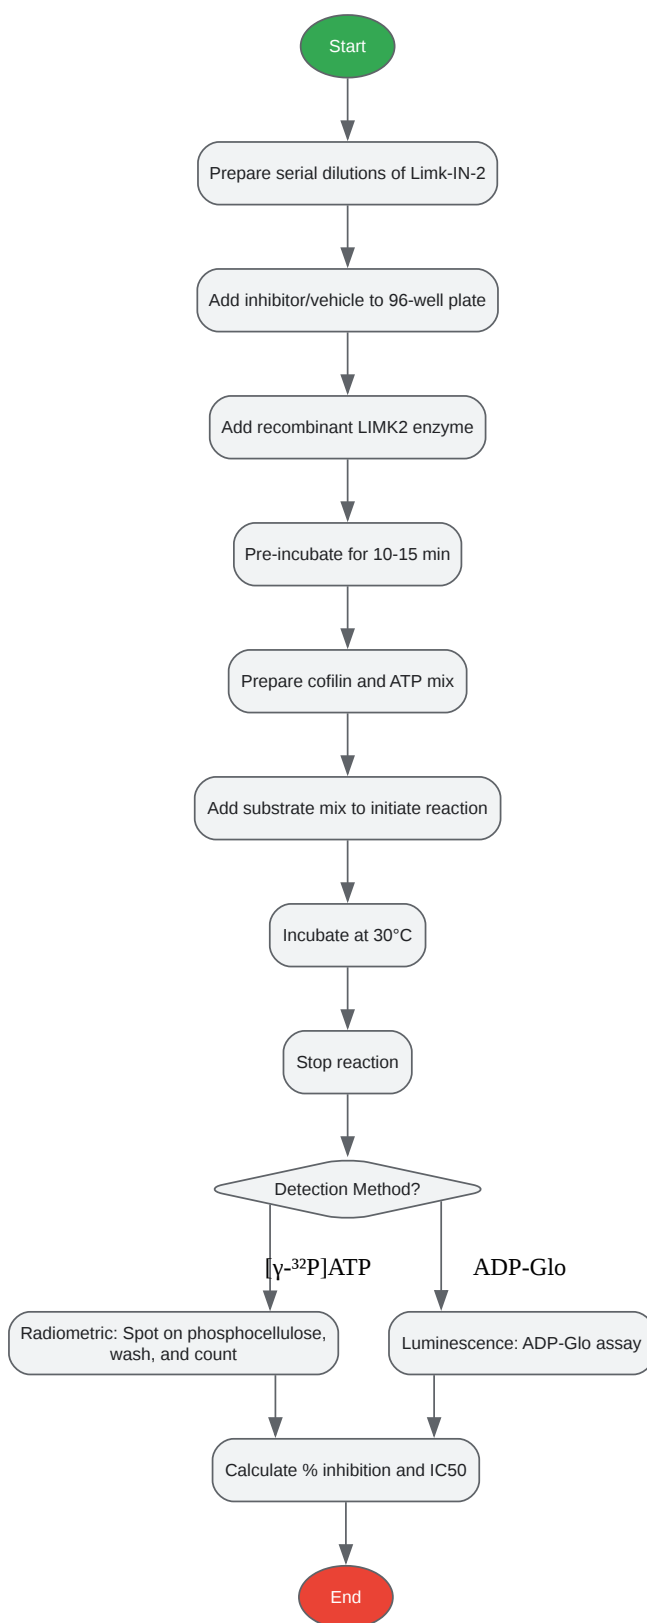 Start
Prepare serial dilutions of Limk-IN-2
Add inhibitor/vehicle to 96-well plate
Add recombinant LIMK2 enzyme
Pre-incubate for 10-15 min
Prepare cofilin and ATP mix
Add substrate mix to initiate reaction
Incubate at 30°C
Stop reaction
Detection Method?
[γ-³²P]ATP
ADP-Glo
Radiometric: Spot on phosphocellulose,
wash, and count
Luminescence: ADP-Glo assay
Calculate % inhibition and IC50
End